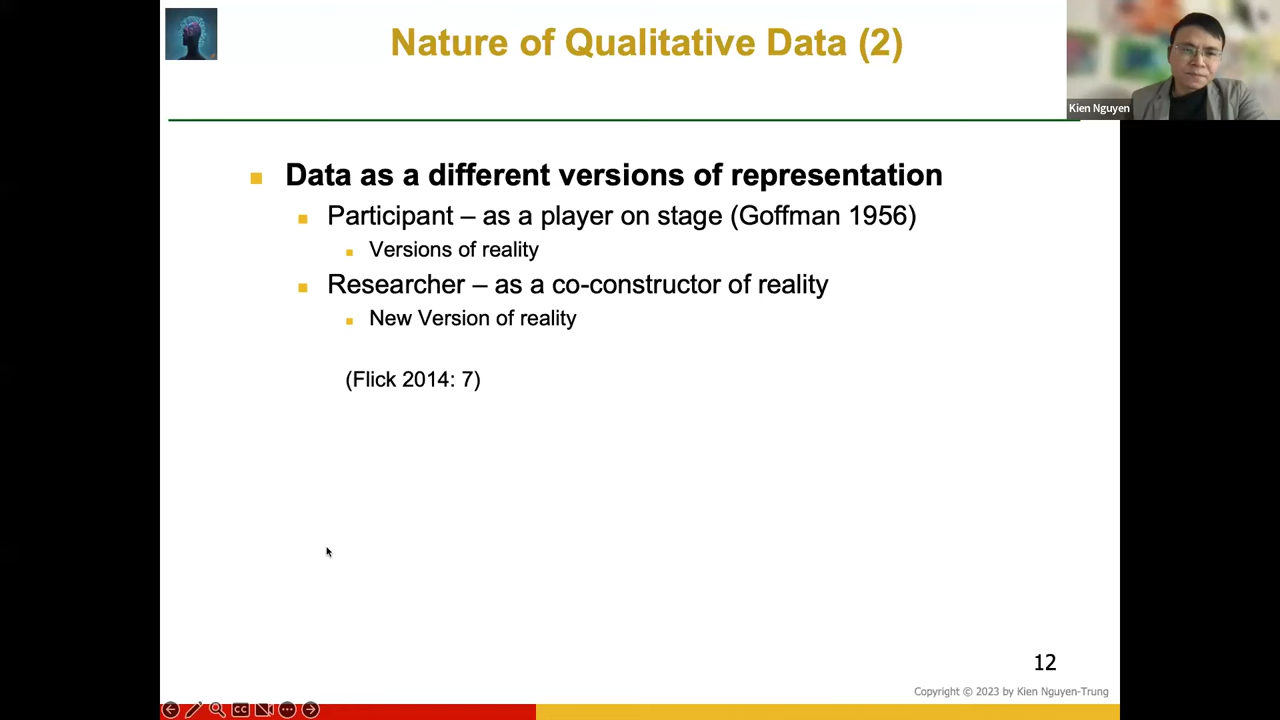 Nature of Qualitative Data (2)
Kien Nguyen
Data as a different versions of representation
Participant – as a player on stage (Goffman 1956)
Versions of reality
Researcher – as a co-constructor of reality
New Version of reality
(Flick 2014: 7)
12
Copyright © 2023 by Kien Nguyen-Trung
CC